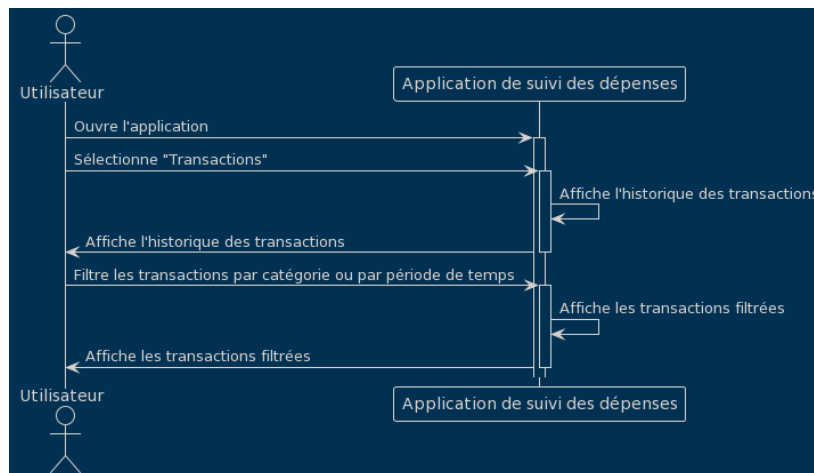 Utilisateur
Application de suivi des dépenses
Ouvre l'application
Sélectionne "Transactions"
Affiche l'historique des transactions
Affiche l'historique des transactions
Filtre les transactions par catégorie ou par période de temps
Affiche les transactions filtrées
Affiche les transactions filtrées
Utilisateur
Application de suivi des dépenses